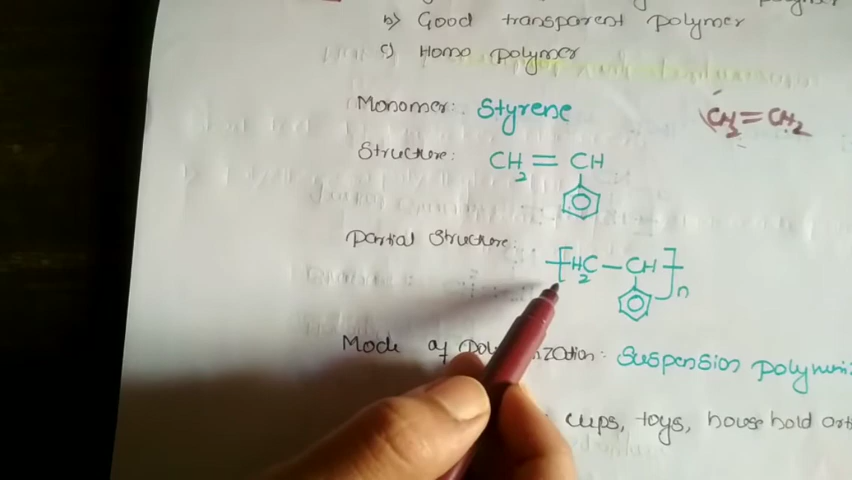 polymer
b) Good transparent polymer
c) Homo polymer
Monomer: Styrene
CH2=CH2
Structure: CH2=CH
Partial Structure: [H2C-CH]n
Mode of : Suspension
: cups, toys, household